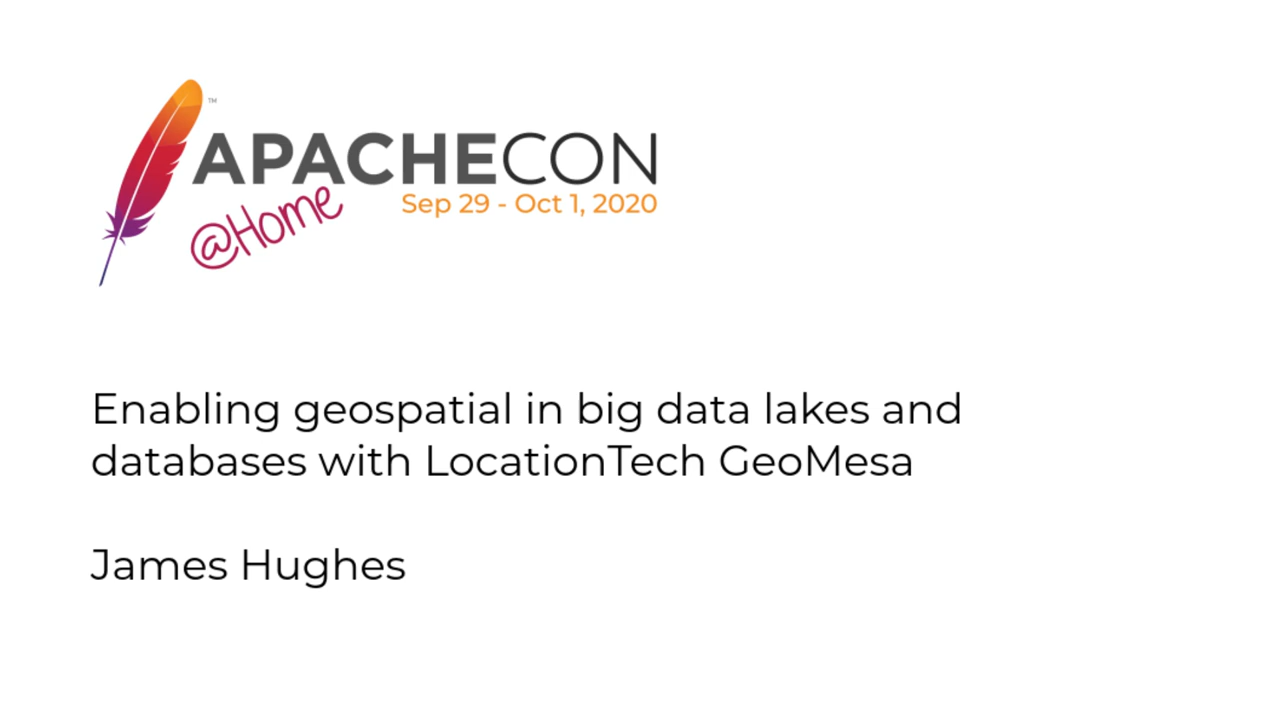 ™
APACHECON
@Home
Sep 29 - Oct 1, 2020
Enabling geospatial in big data lakes and
databases with LocationTech GeoMesa
James Hughes